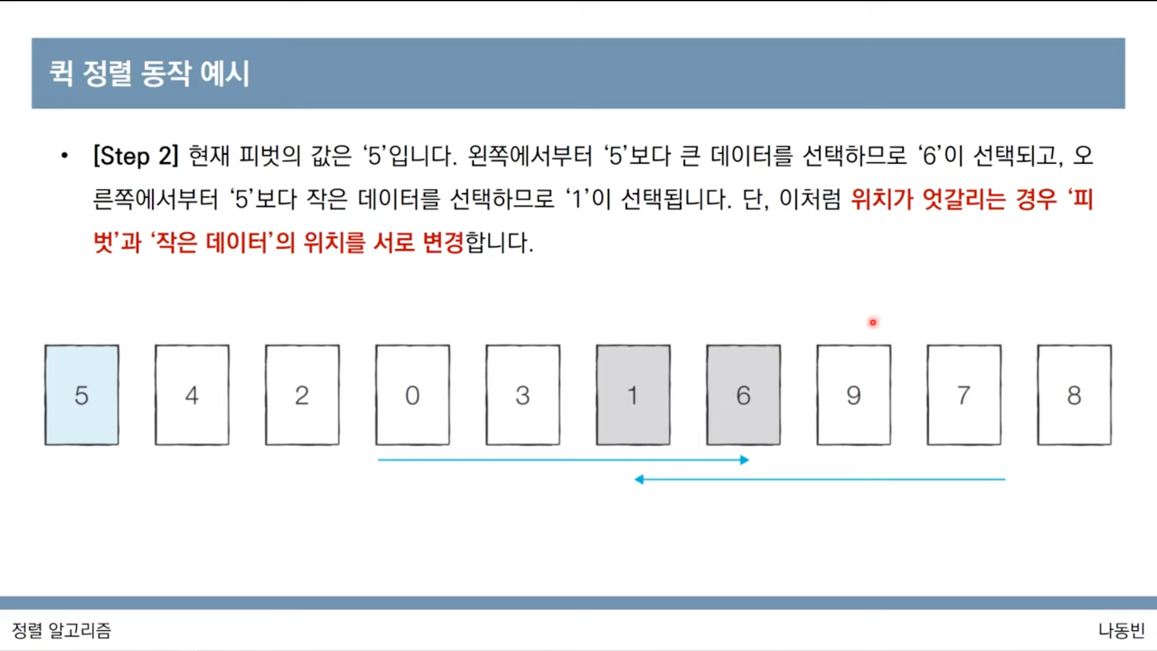 퀵 정렬 동작 예시
• [Step 2] 현재 피벗의 값은 ‘5’입니다. 왼쪽에서부터 ‘5’보다 큰 데이터를 선택하므로 ‘6’이 선택되고, 오
른쪽에서부터 ‘5’보다 작은 데이터를 선택하므로 ‘1’이 선택됩니다. 단, 이처럼 위치가 엇갈리는 경우 ‘피
벗’과 ‘작은 데이터’의 위치를 서로 변경합니다.
5 4 2 0 3 1 6 9 7 8
정렬 알고리즘
나동빈